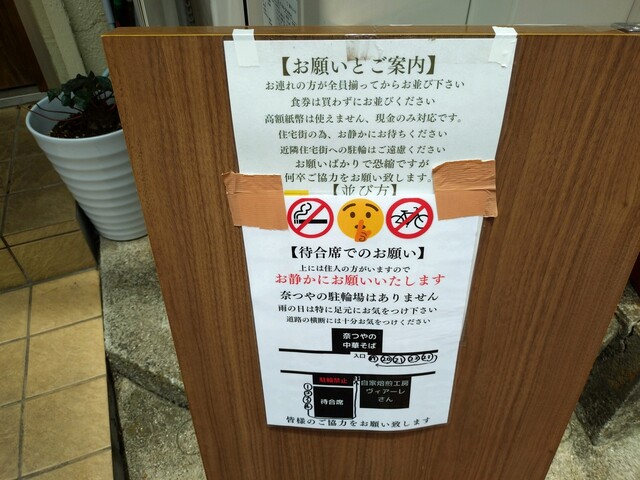 【お願いとご案内】
お連れの方が全員揃ってからお並び下さい
食券は買わずにお並びください
高額紙幣は使えません、現金のみ対応です。
住宅街の為、お静かにお待ちください
近隣住宅街への駐輪はご遠慮ください
お願いばかりで恐縮ですが
何卒ご協力をお願い致します。
【並び方】
【待合席でのお願い】
上には住人の方がいますので
お静かにお願いいたします
奈つやの駐輪場はありません
雨の日は特に足元にお気をつけ下さい
道路の横断には十分お気をつけください
奈つやの
中華そば
入口
駐輪禁止
待合席
自家焙煎工房
ヴィアーレ
さん
皆様のご協力をお願い致します